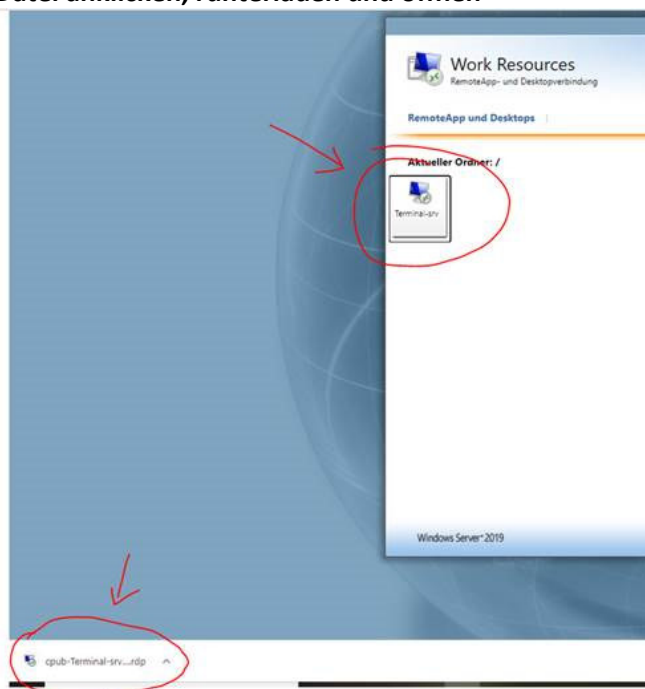 Datei anklicken, runterladen und öffnen
Work Resources
RemoteApp- und Desktopverbindung
RemoteApp und Desktops
Aktueller Ordner: /
Terminal-srv
Windows Server® 2019
cpub-Terminal-srv....rdp